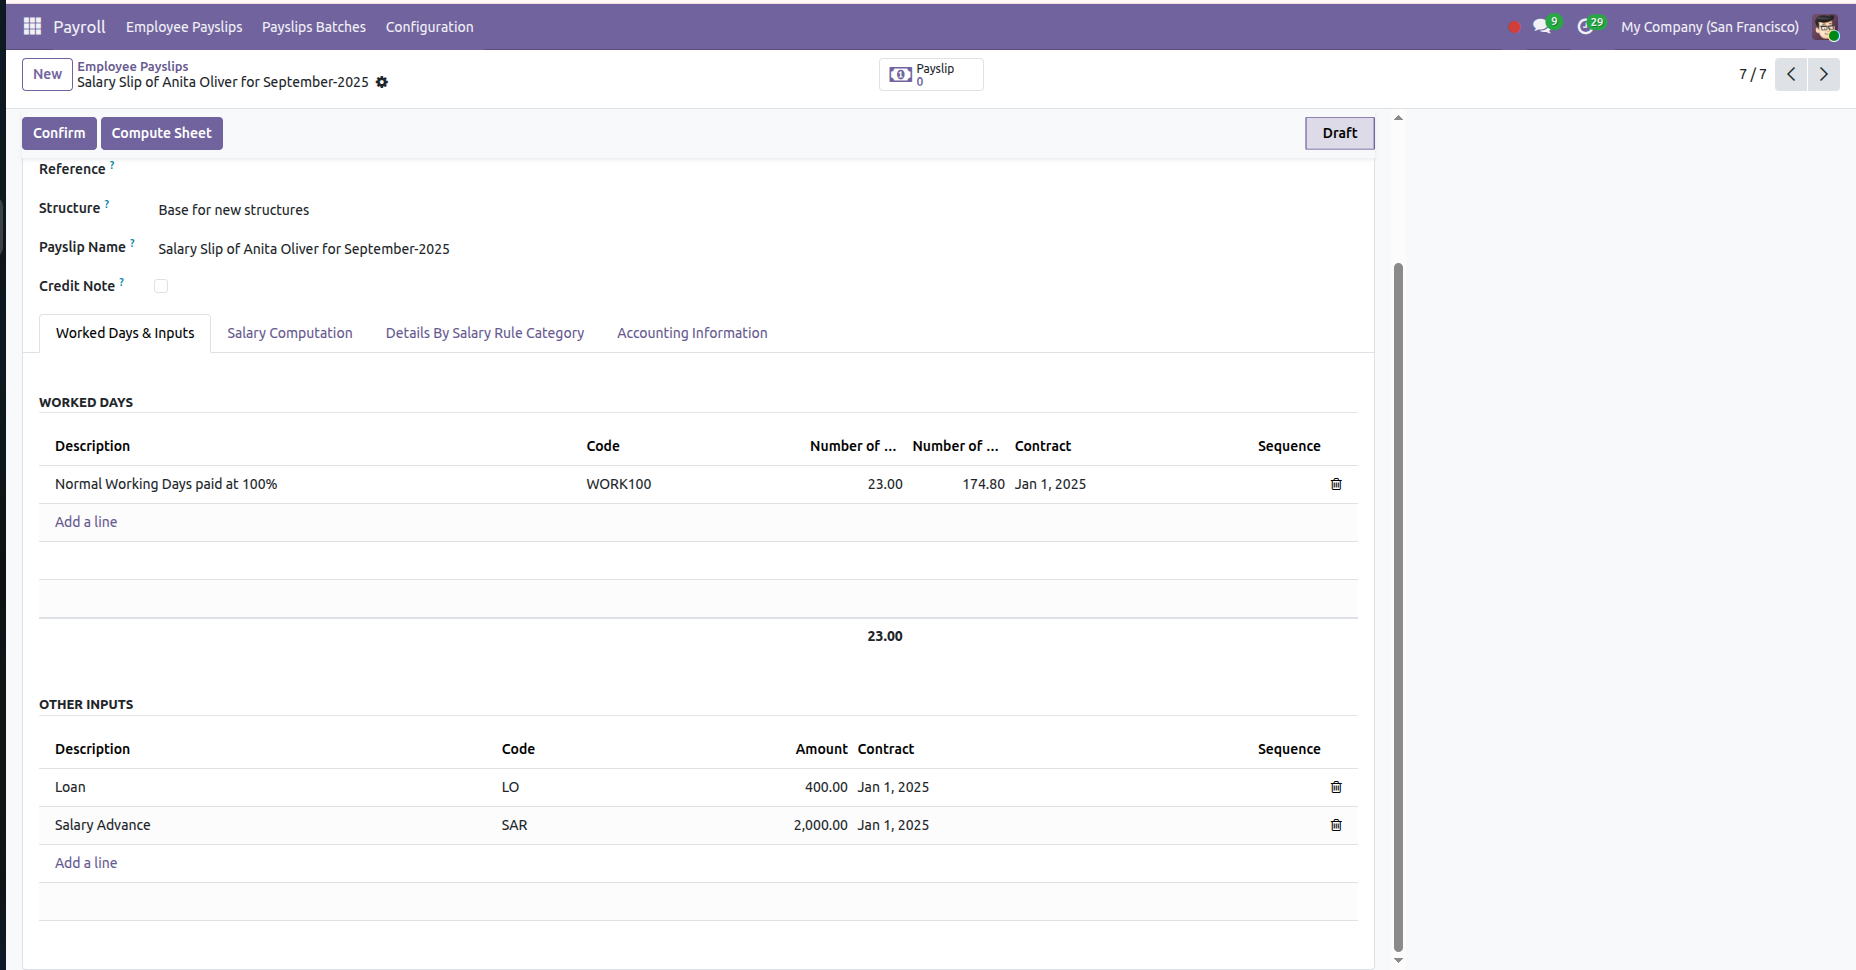 Payroll Employee Payslips Payslips Batches Configuration 9 29 My Company (San Francisco)
New Employee Payslips
Salary Slip of Anita Oliver for September-2025
Payslip
0
7 / 7
Confirm Compute Sheet Draft
Reference ?
Structure ? Base for new structures
Payslip Name ? Salary Slip of Anita Oliver for September-2025
Credit Note ?
Worked Days & Inputs Salary Computation Details By Salary Rule Category Accounting Information
WORKED DAYS
Description Code Number of ... Number of ... Contract Sequence
Normal Working Days paid at 100% WORK100 23.00 174.80 Jan 1, 2025
Add a line
23.00
OTHER INPUTS
Description Code Amount Contract Sequence
Loan LO 400.00 Jan 1, 2025
Salary Advance SAR 2,000.00 Jan 1, 2025
Add a line